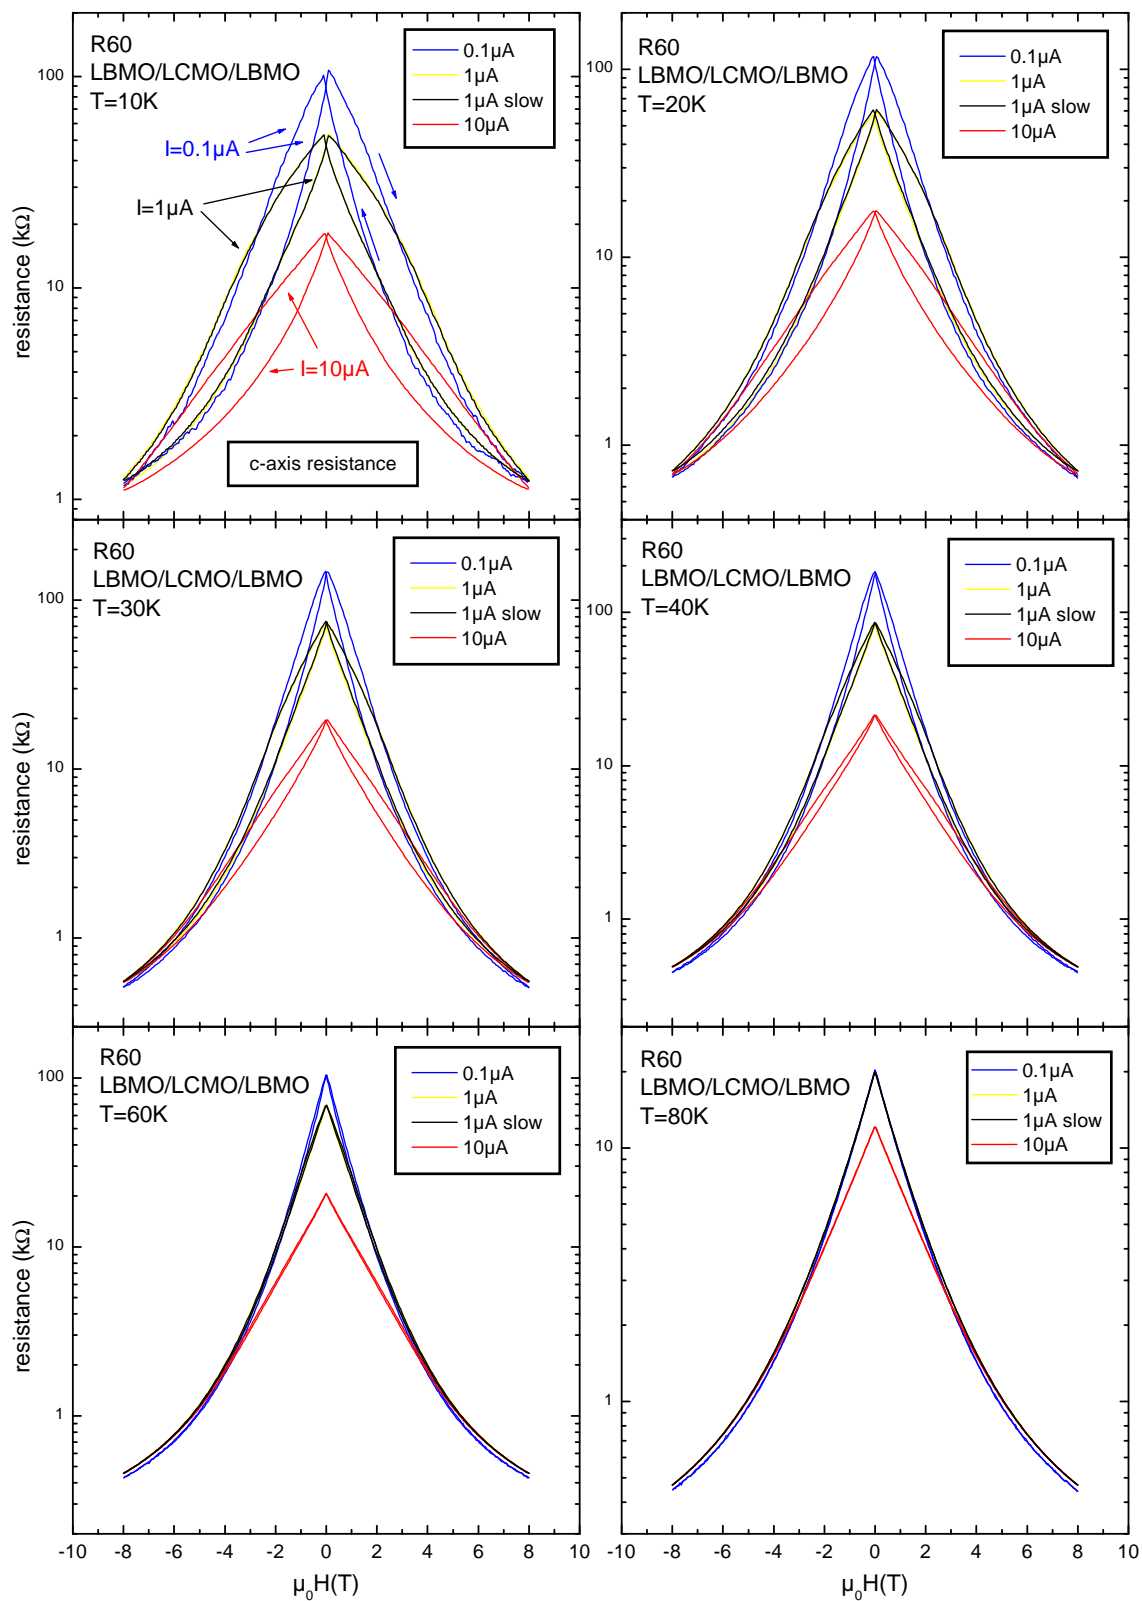 R60
LBMO/LCMO/LBMO
T=10K
0.1µA
1µA
1µA slow
10µA
I=0.1µA
I=1µA
I=10µA
c-axis resistance
100
10
1
resistance (kΩ)
R60
LBMO/LCMO/LBMO
T=20K
0.1µA
1µA
1µA slow
10µA
100
10
1
R60
LBMO/LCMO/LBMO
T=30K
0.1µA
1µA
1µA slow
10µA
100
10
1
resistance (kΩ)
R60
LBMO/LCMO/LBMO
T=40K
0.1µA
1µA
1µA slow
10µA
100
10
1
R60
LBMO/LCMO/LBMO
T=60K
0.1µA
1µA
1µA slow
10µA
100
10
1
resistance (kΩ)
-10 -8 -6 -4 -2 0 2 4 6 8 10
µ₀H(T)
R60
LBMO/LCMO/LBMO
T=80K
0.1µA
1µA
1µA slow
10µA
10
1
-8 -6 -4 -2 0 2 4 6 8 10
µ₀H(T)